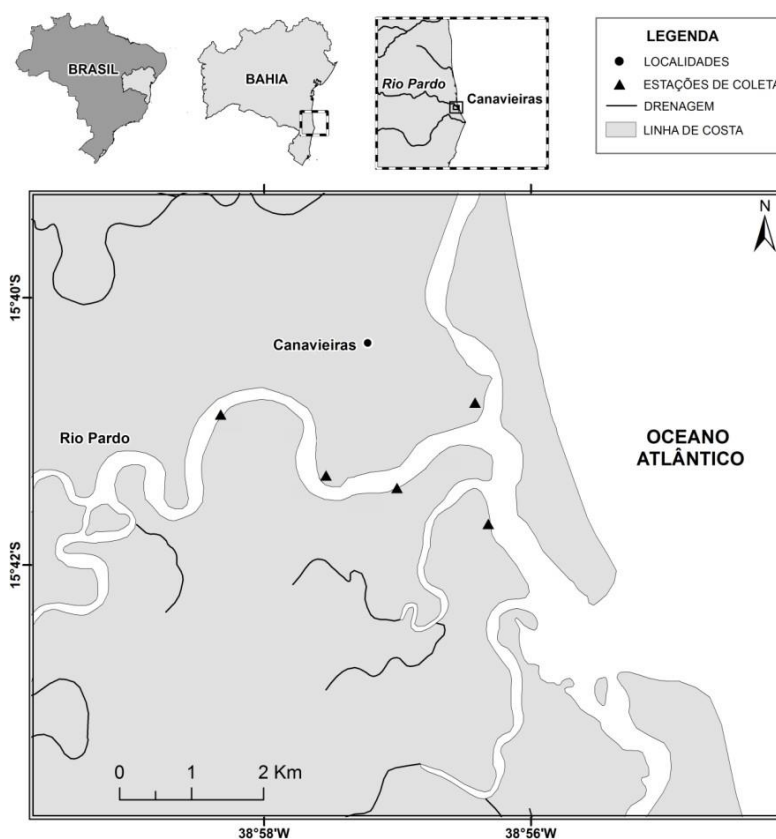 BRASIL
BAHIA
Rio Pardo
Canavieiras
LEGENDA
LOCALIDADES
ESTAÇÕES DE COLETA
DRENAGEM
LINHA DE COSTA
N
15°40'S
Canavieiras
Rio Pardo
OCEANO
ATLÂNTICO
15°42'S
0 1 2 Km
38°58'W 38°56'W